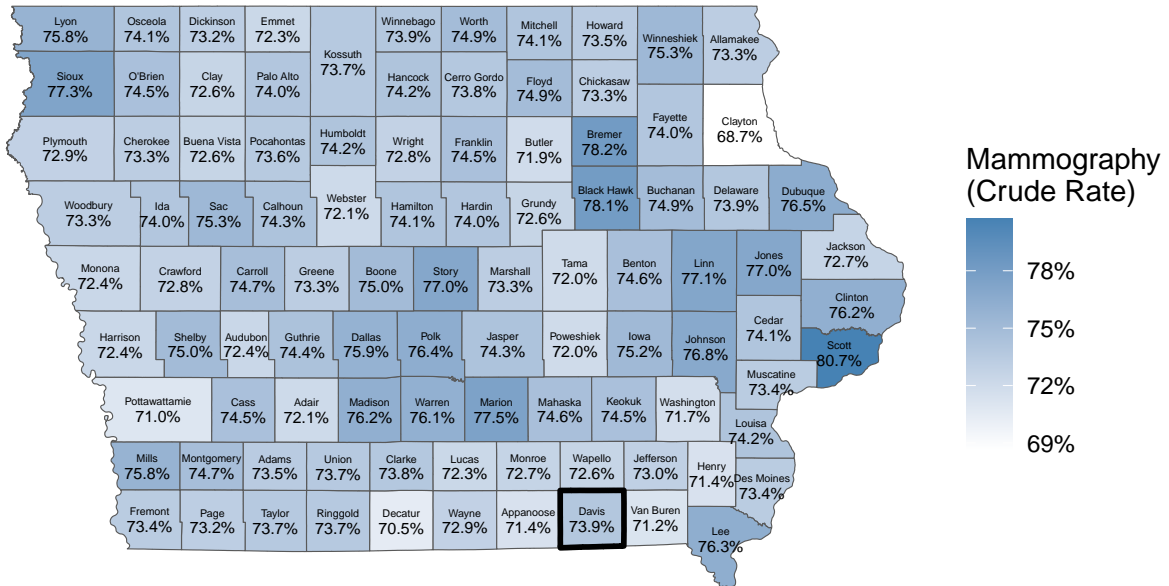 Lyon
75.8%
Osceola
74.1%
Dickinson
73.2%
Emmet
72.3%
Kossuth
73.7%
Winnebago
73.9%
Worth
74.9%
Mitchell
74.1%
Howard
73.5%
Winneshiek
75.3%
Allamakee
73.3%
Sioux
77.3%
O'Brien
74.5%
Clay
72.6%
Palo Alto
74.0%
Hancock
74.2%
Cerro Gordo
73.8%
Floyd
74.9%
Chickasaw
73.3%
Fayette
74.0%
Clayton
68.7%
Plymouth
72.9%
Cherokee
73.3%
Buena Vista
72.6%
Pocahontas
73.6%
Humboldt
74.2%
Wright
72.8%
Franklin
74.5%
Butler
71.9%
Bremer
78.2%
Woodbury
73.3%
Ida
74.0%
Sac
75.3%
Calhoun
74.3%
Webster
72.1%
Hamilton
74.1%
Hardin
74.0%
Grundy
72.6%
Black Hawk
78.1%
Buchanan
74.9%
Delaware
73.9%
Dubuque
76.5%
Monona
72.4%
Crawford
72.8%
Carroll
74.7%
Greene
73.3%
Boone
75.0%
Story
77.0%
Marshall
73.3%
Tama
72.0%
Benton
74.6%
Linn
77.1%
Jones
77.0%
Jackson
72.7%
Clinton
76.2%
Harrison
72.4%
Shelby
75.0%
Audubon
72.4%
Guthrie
74.4%
Dallas
75.9%
Polk
76.4%
Jasper
74.3%
Poweshiek
72.0%
Iowa
75.2%
Johnson
76.8%
Cedar
74.1%
Scott
80.7%
Muscatine
73.4%
Pottawattamie
71.0%
Cass
74.5%
Adair
72.1%
Madison
76.2%
Warren
76.1%
Marion
77.5%
Mahaska
74.6%
Keokuk
74.5%
Washington
71.7%
Louisa
74.2%
Mills
75.8%
Montgomery
74.7%
Adams
73.5%
Union
73.7%
Clarke
73.8%
Lucas
72.3%
Monroe
72.7%
Wapello
72.6%
Jefferson
73.0%
Henry
71.4%
Des Moines
73.4%
Fremont
73.4%
Page
73.2%
Taylor
73.7%
Ringgold
73.7%
Decatur
70.5%
Wayne
72.9%
Appanoose
71.4%
Davis
73.9%
Van Buren
71.2%
Lee
76.3%
Mammography
(Crude Rate)
78%
75%
72%
69%